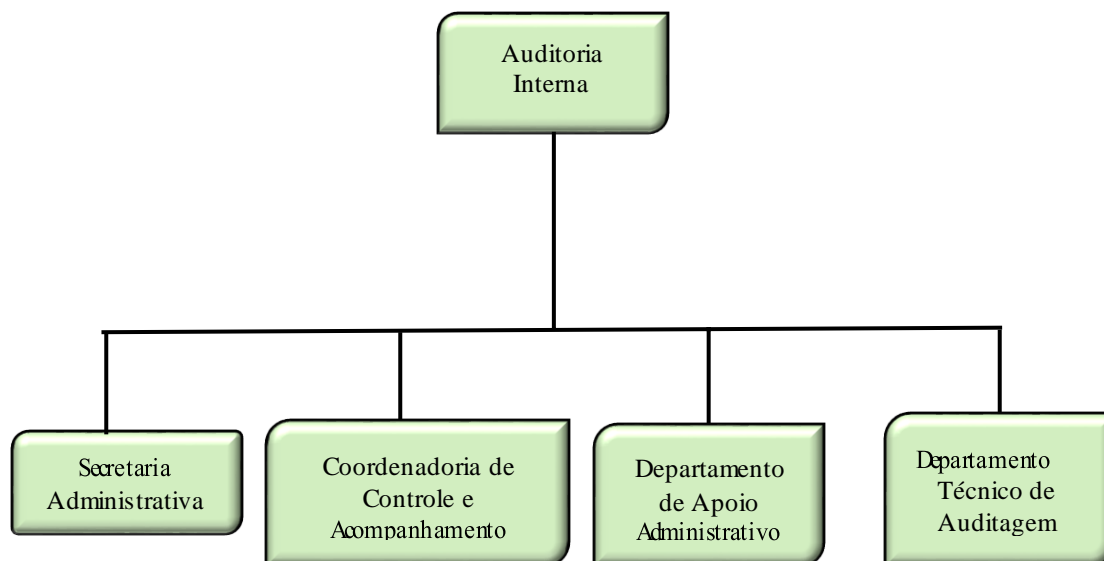 Auditoria
Interna
Secretaria
Administrativa
Coordenadoria de
Controle e
Acompanhamento
Departamento
de Apoio
Administrativo
Departamento
Técnico de
Auditagem